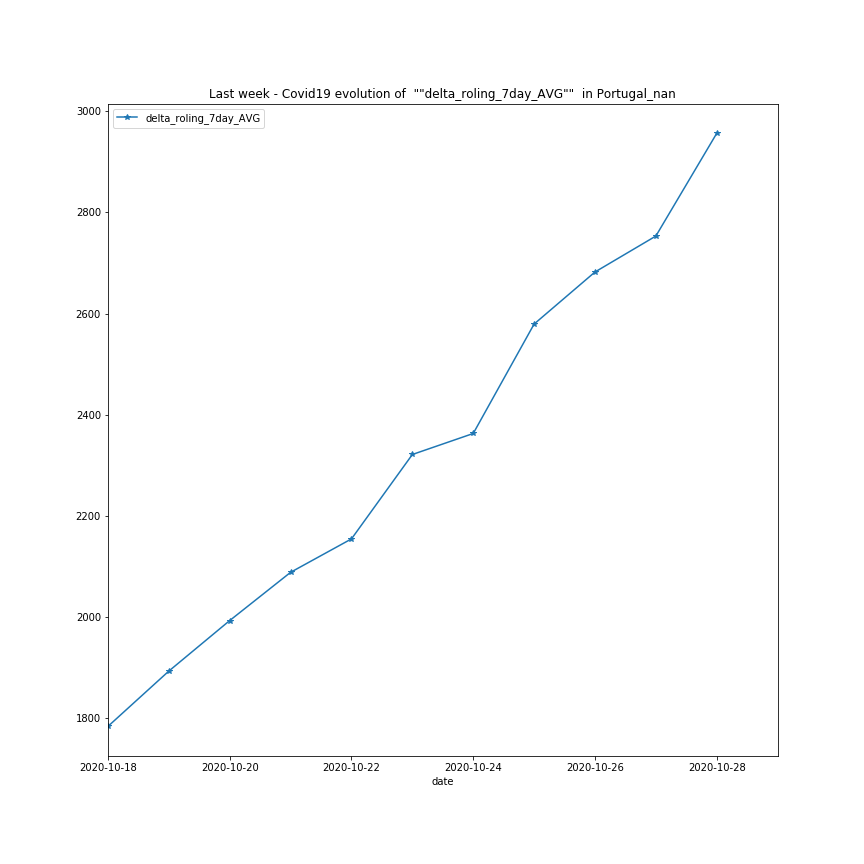 Last week - Covid19 evolution of  ""delta_roling_7day_AVG""  in Portugal_nan
delta_roling_7day_AVG
3000
2800
2600
2400
2200
2000
1800
2020-10-18 2020-10-20 2020-10-22 2020-10-24 2020-10-26 2020-10-28
date